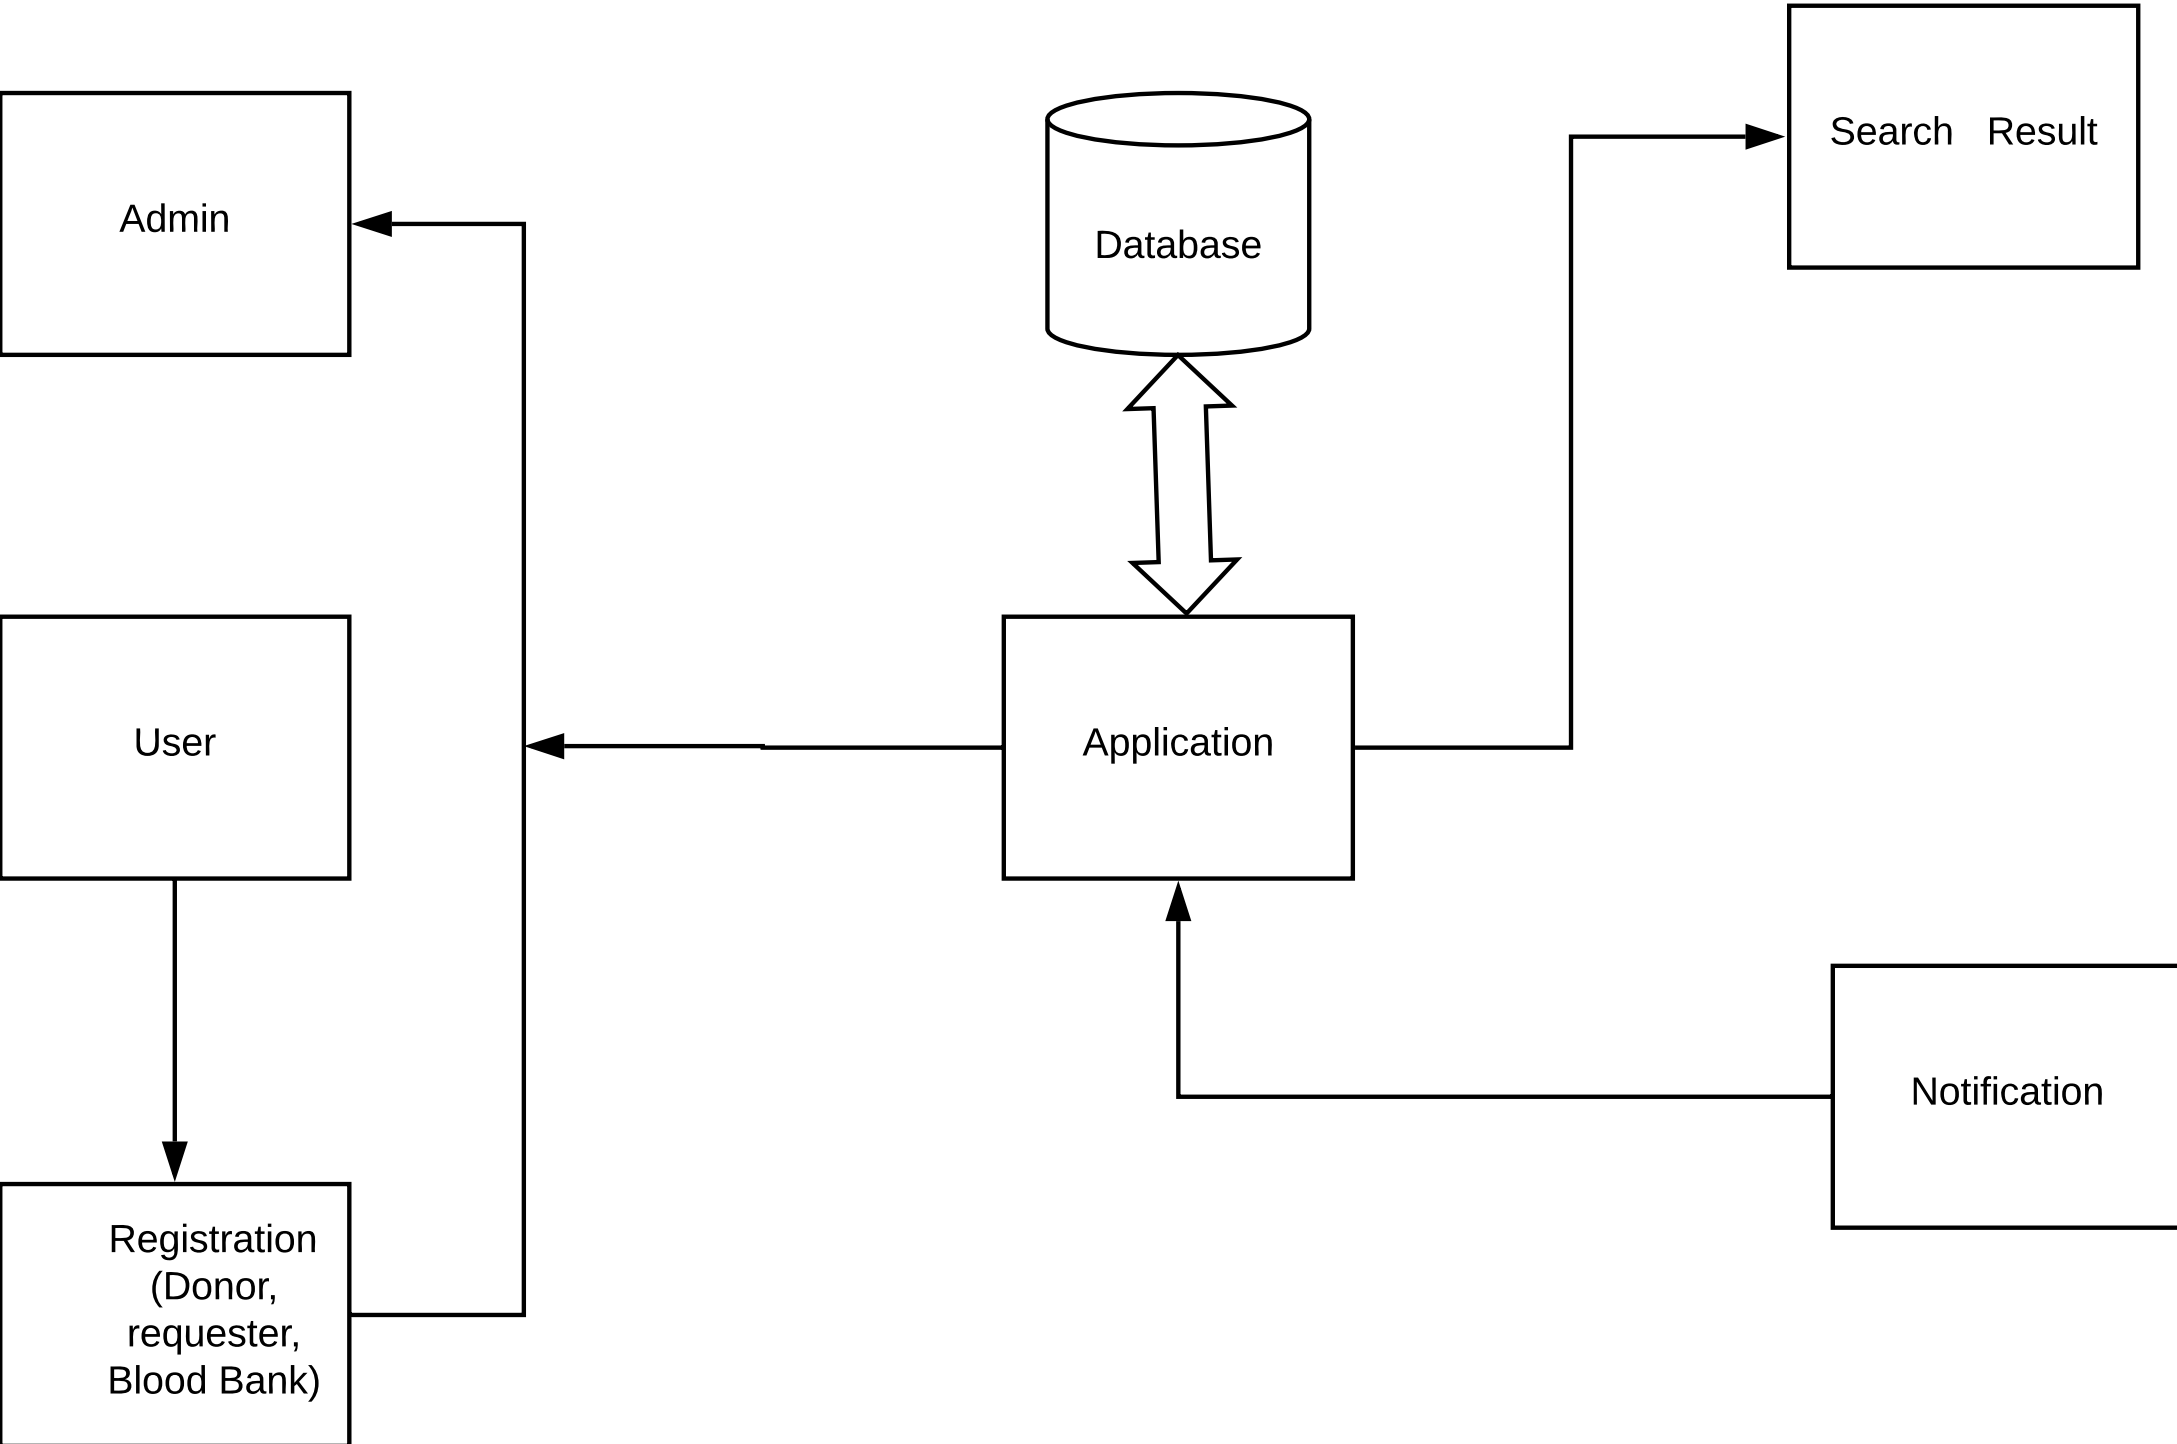 Search Result
Admin
Database
User
Application
Notification
Registration
(Donor,
requester,
Blood Bank)